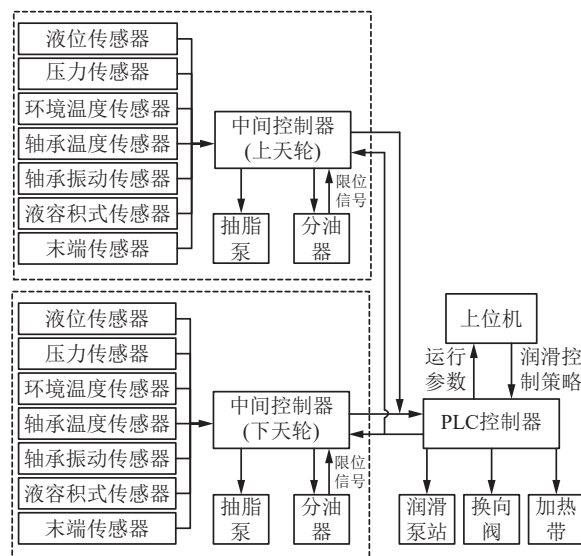 液位传感器
压力传感器
环境温度传感器
轴承温度传感器
轴承振动传感器
液容积式传感器
末端传感器
中间控制器
(上天轮)
限位
信号
抽脂
泵
分油
器
液位传感器
压力传感器
环境温度传感器
轴承温度传感器
轴承振动传感器
液容积式传感器
末端传感器
中间控制器
(下天轮)
限位
信号
抽脂
泵
分油
器
上位机
运行
参数
润滑控
制策略
PLC控制器
润滑
泵站
换向
阀
加热
带